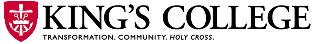 KING'S COLLEGE
TRANSFORMATION. COMMUNITY. HOLY CROSS.